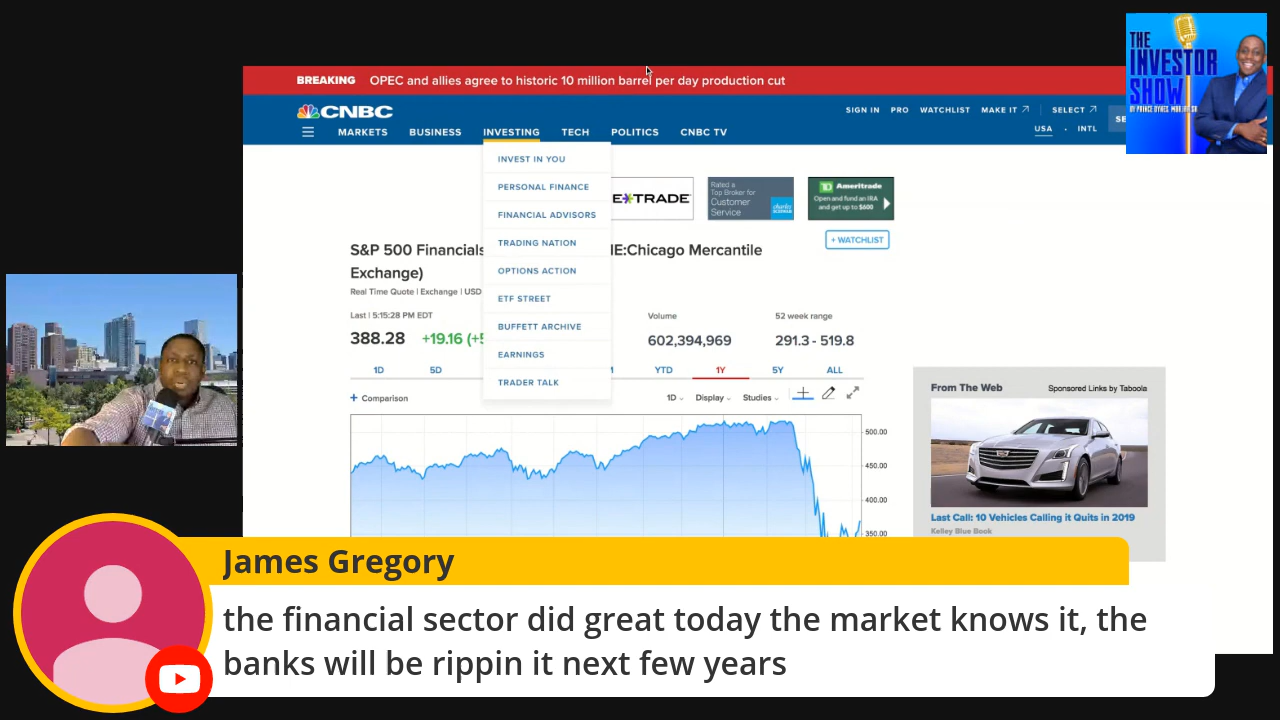 BREAKING OPEC and allies agree to historic 10 million barrel per day production cut
CNBC
SIGN IN PRO WATCHLIST MAKE IT SELECT
MARKETS BUSINESS INVESTING TECH POLITICS CNBC TV
USA · INTL
SE
THE
INVESTOR
SHOW
INVEST IN YOU
PERSONAL FINANCE
FINANCIAL ADVISORS
TRADING NATION
OPTIONS ACTION
ETF STREET
BUFFETT ARCHIVE
EARNINGS
TRADER TALK
E*TRADE
Rated a
Top Broker for
Customer
Service
charles
SCHWAB
TD Ameritrade
Open and fund an IRA
and get up to $600
+ WATCHLIST
S&P 500 Financials E:Chicago Mercantile
Exchange)
Real Time Quote | Exchange | USD
Last | 5:15:28 PM EDT
388.28 +19.16
Volume
602,394,969
52 week range
291.3 - 519.8
1D 5D YTD 1Y 5Y ALL
+ Comparison
1D Display Studies
500.00
450.00
400.00
350.00
From The Web Sponsored Links by Taboola
Last Call: 10 Vehicles Calling it Quits in 2019
Kelley Blue Book
James Gregory
the financial sector did great today the market knows it, the
banks will be rippin it next few years